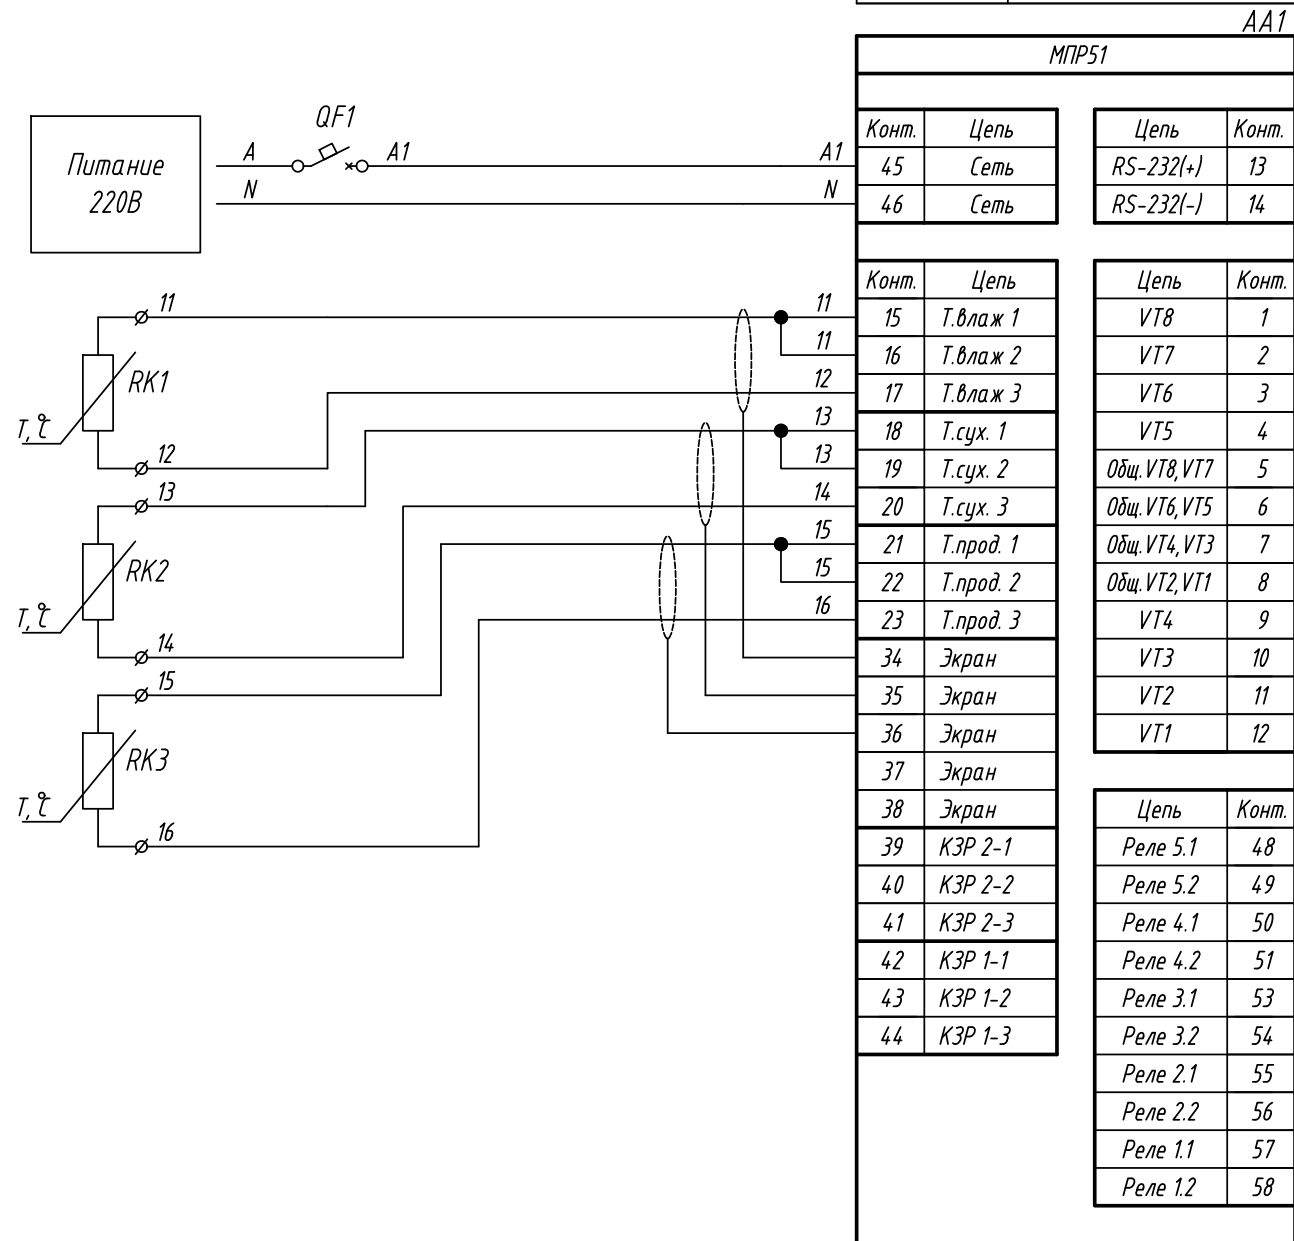 АА1
МПР51
QF1
Питание
220В
A
A1
A1
N
N
Конт. Цепь
45 Сеть
46 Сеть
Цепь Конт.
RS-232(+) 13
RS-232(-) 14
11
12
RK1
T,℃
13
14
RK2
T,℃
15
16
RK3
T,℃
11
11
12
13
13
14
15
15
16
Конт. Цепь
15 Т.влаж 1
16 Т.влаж 2
17 Т.влаж 3
18 Т.сух. 1
19 Т.сух. 2
20 Т.сух. 3
21 Т.прод. 1
22 Т.прод. 2
23 Т.прод. 3
34 Экран
35 Экран
36 Экран
37 Экран
38 Экран
39 КЗР 2-1
40 КЗР 2-2
41 КЗР 2-3
42 КЗР 1-1
43 КЗР 1-2
44 КЗР 1-3
Цепь Конт.
VT8 1
VT7 2
VT6 3
VT5 4
Общ.VT8,VT7 5
Общ.VT6,VT5 6
Общ.VT4,VT3 7
Общ.VT2,VT1 8
VT4 9
VT3 10
VT2 11
VT1 12
Цепь Конт.
Реле 5.1 48
Реле 5.2 49
Реле 4.1 50
Реле 4.2 51
Реле 3.1 53
Реле 3.2 54
Реле 2.1 55
Реле 2.2 56
Реле 1.1 57
Реле 1.2 58